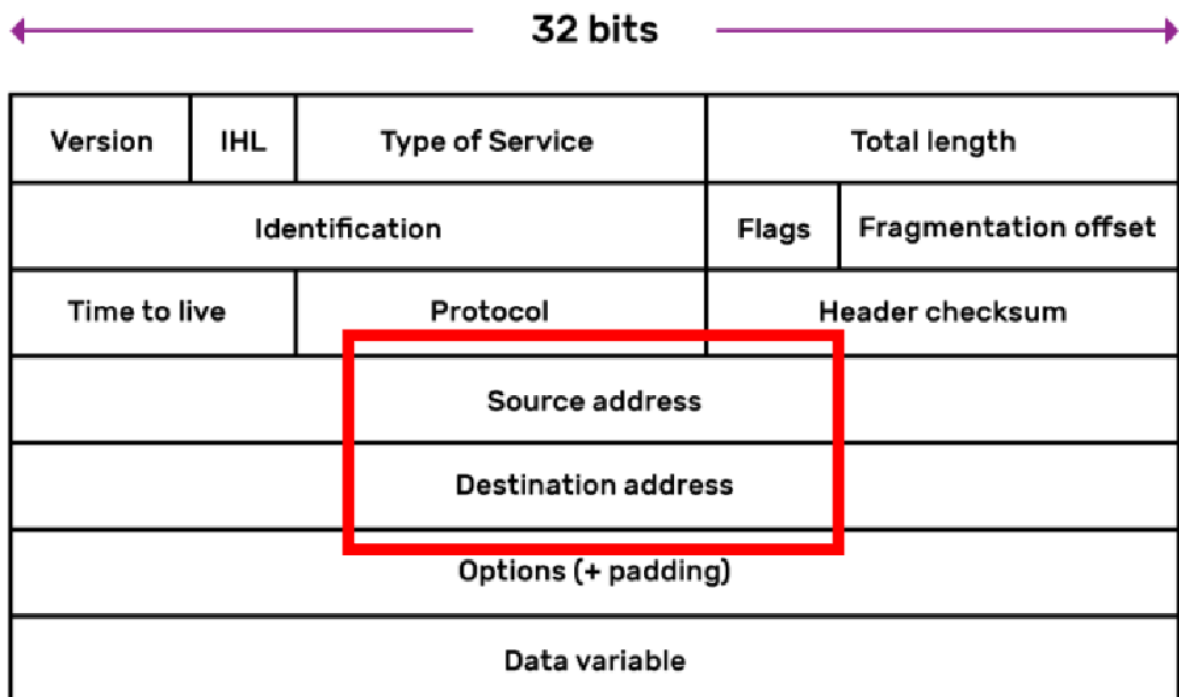 32 bits
Version IHL Type of Service Total length
Identification Flags Fragmentation offset
Time to live Protocol Header checksum
Source address
Destination address
Options (+ padding)
Data variable